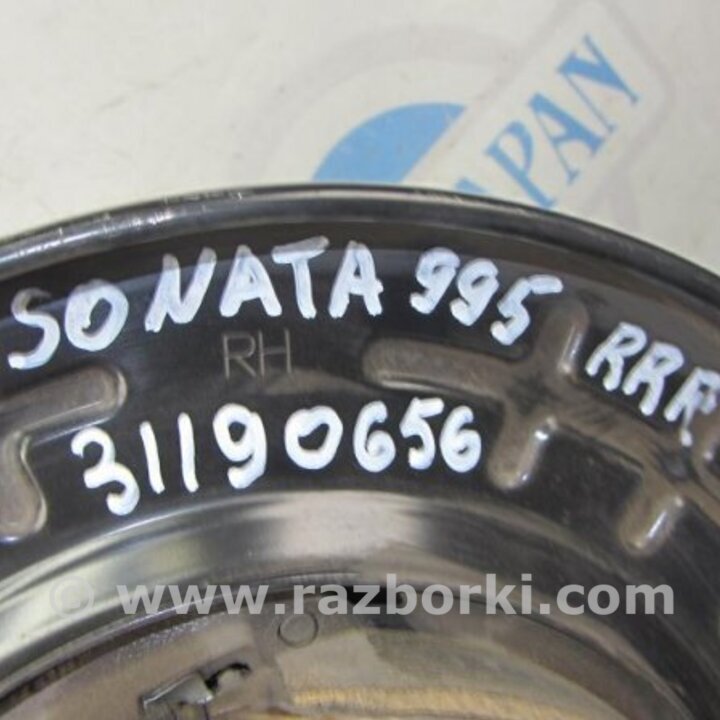 JAPAN
SONATA 995 RRR
RH
31190656
© www.razborki.com